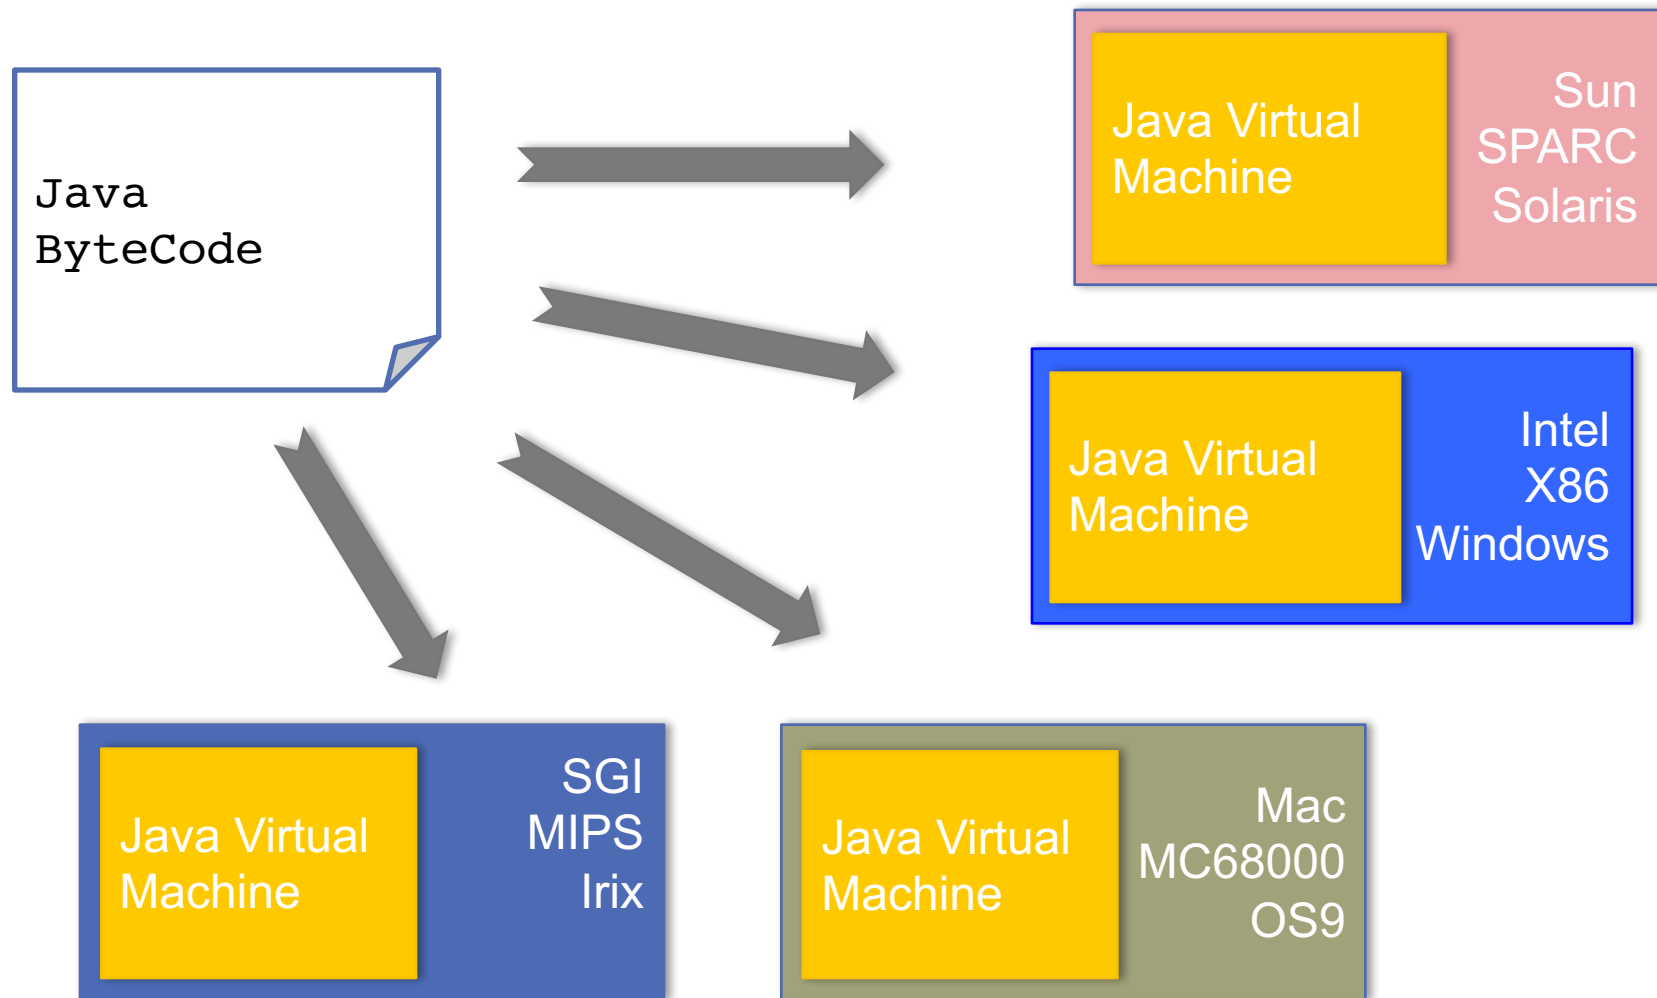 Java
ByteCode
Java Virtual
Machine
Sun
SPARC
Solaris
Java Virtual
Machine
Intel
X86
Windows
Java Virtual
Machine
SGI
MIPS
Irix
Java Virtual
Machine
Mac
MC68000
OS9